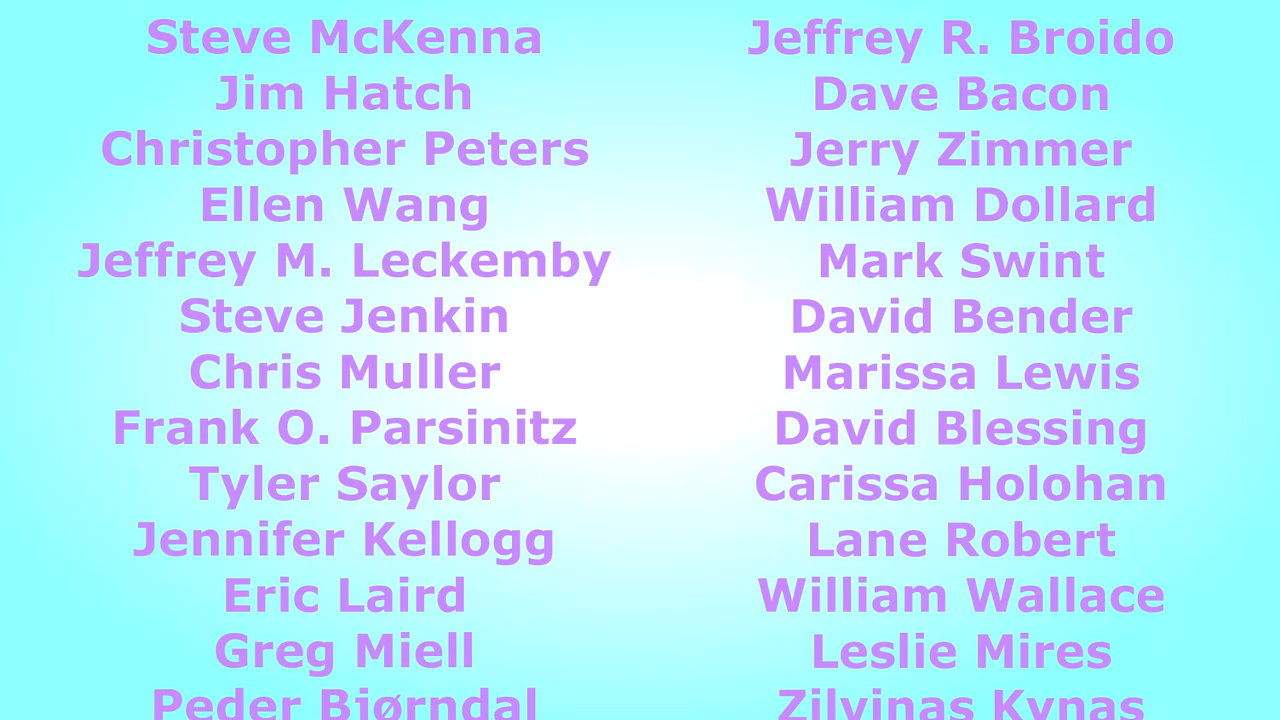 Steve McKenna
Jim Hatch
Christopher Peters
Ellen Wang
Jeffrey M. Leckemby
Steve Jenkin
Chris Muller
Frank O. Parsinitz
Tyler Saylor
Jennifer Kellogg
Eric Laird
Greg Miell
Peder Bjørndal
Jeffrey R. Broido
Dave Bacon
Jerry Zimmer
William Dollard
Mark Swint
David Bender
Marissa Lewis
David Blessing
Carissa Holohan
Lane Robert
William Wallace
Leslie Mires
Zilvinas Kynas